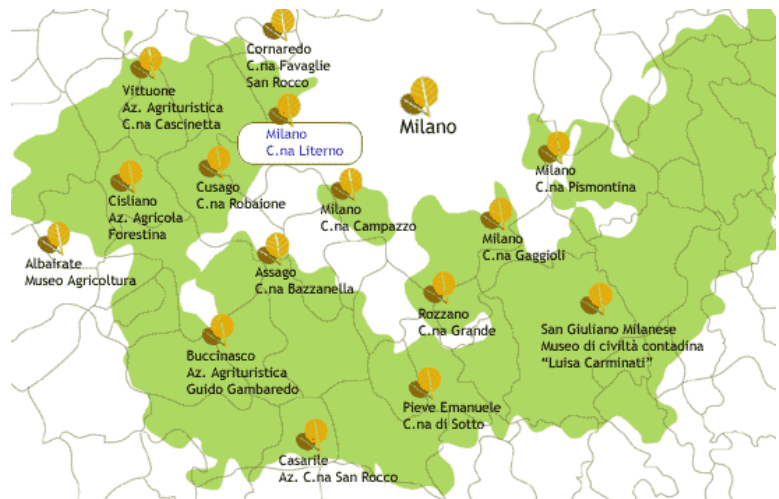 Cornaredo
C.na Favaglie
San Rocco
Vittuone
Az. Agrituristica
C.na Cascinetta
Milano
Milano
C.na Literno
Milano
C.na Pismontina
Cisliano
Az. Agricola
Forestina
Cusago
C.na Robaione
Milano
C.na Campazzo
Milano
C.na Gaggioli
Albairate
Museo Agricoltura
Assago
C.na Bazzanella
Rozzano
C.na Grande
San Giuliano Milanese
Museo di civiltà contadina
“Luisa Carminati”
Buccinasco
Az. Agrituristica
Guido Gambaredo
Pieve Emanuele
C.na di Sotto
Casarile
Az. C.na San Rocco